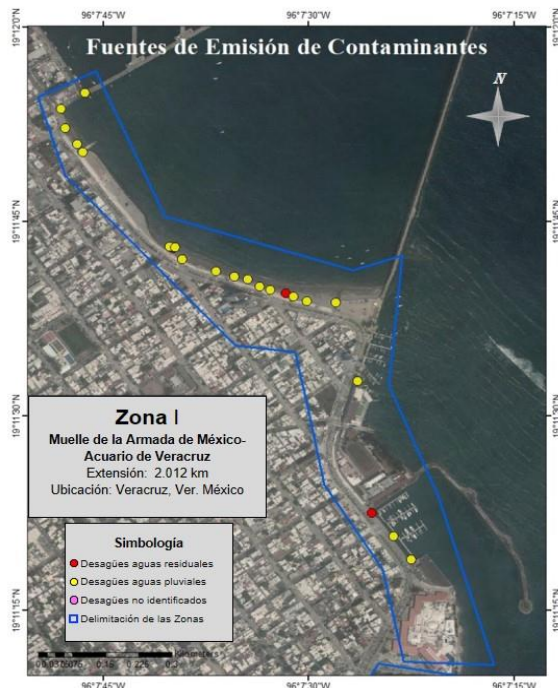 96°7'45"W 96°7'30"W 96°7'15"W
19°12'0"N 19°12'0"N
Fuentes de Emisión de Contaminantes
N
19°11'45"N 19°11'45"N
19°11'30"N 19°11'30"N
Zona I
Muelle de la Armada de México-
Acuario de Veracruz
Extensión: 2.012 km
Ubicación: Veracruz, Ver. México
Simbología
Desagües aguas residuales
Desagües aguas pluviales
Desagües no identificados
Delimitación de las Zonas
19°11'15"N 19°11'15"N
96°7'45"W 96°7'30"W 96°7'15"W